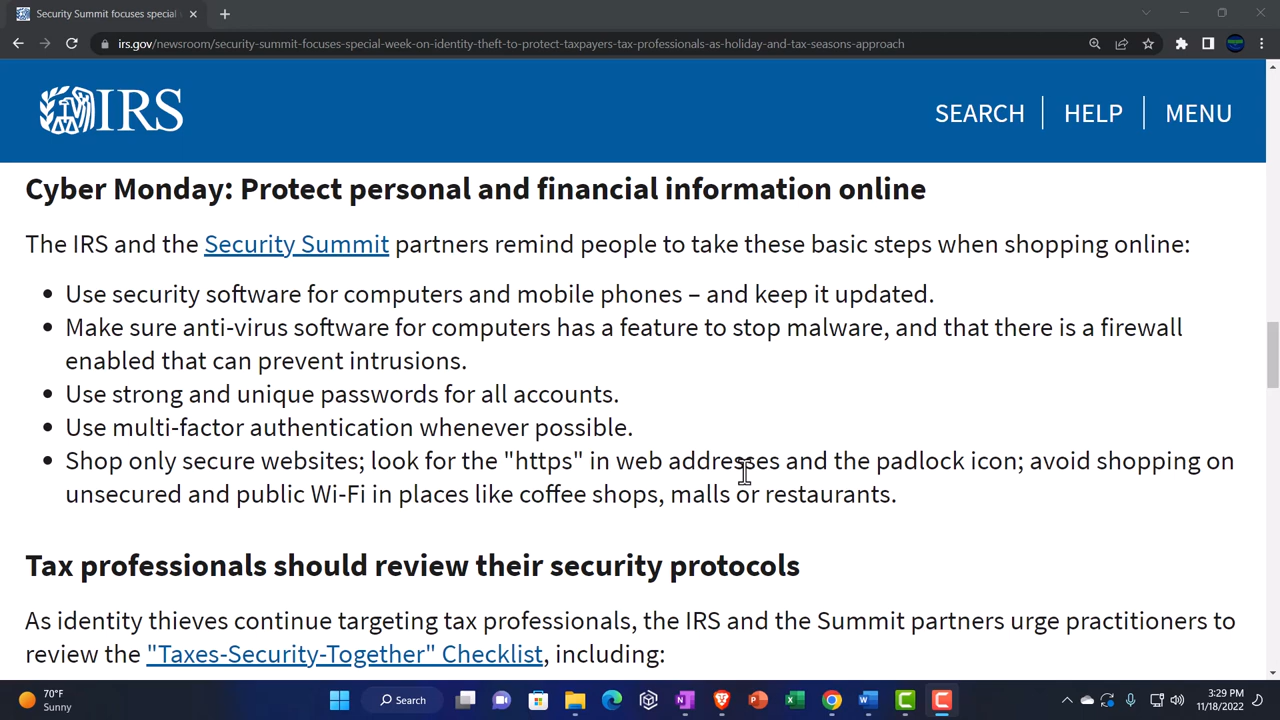 Security Summit focuses special
irs.gov/newsroom/security-summit-focuses-special-week-on-identity-theft-to-protect-taxpayers-tax-professionals-as-holiday-and-tax-seasons-approach
IRS
SEARCH
HELP
MENU
Cyber Monday: Protect personal and financial information online
The IRS and the Security Summit partners remind people to take these basic steps when shopping online:
• Use security software for computers and mobile phones – and keep it updated.
• Make sure anti-virus software for computers has a feature to stop malware, and that there is a firewall
enabled that can prevent intrusions.
• Use strong and unique passwords for all accounts.
• Use multi-factor authentication whenever possible.
• Shop only secure websites; look for the "https" in web addresses and the padlock icon; avoid shopping on
unsecured and public Wi-Fi in places like coffee shops, malls or restaurants.
Tax professionals should review their security protocols
As identity thieves continue targeting tax professionals, the IRS and the Summit partners urge practitioners to
review the "Taxes-Security-Together" Checklist, including:
70°F
Sunny
Search
3:29 PM
11/18/2022